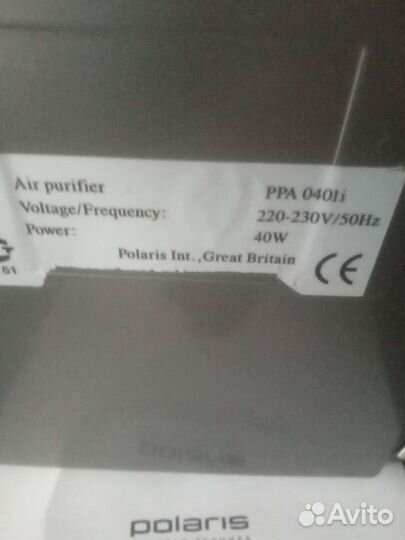 Air purifier PPA 0401i
Voltage/Frequency: 220-230V/50Hz
Power: 40W
Polaris Int.,Great Britain
CE
polaris
Avito